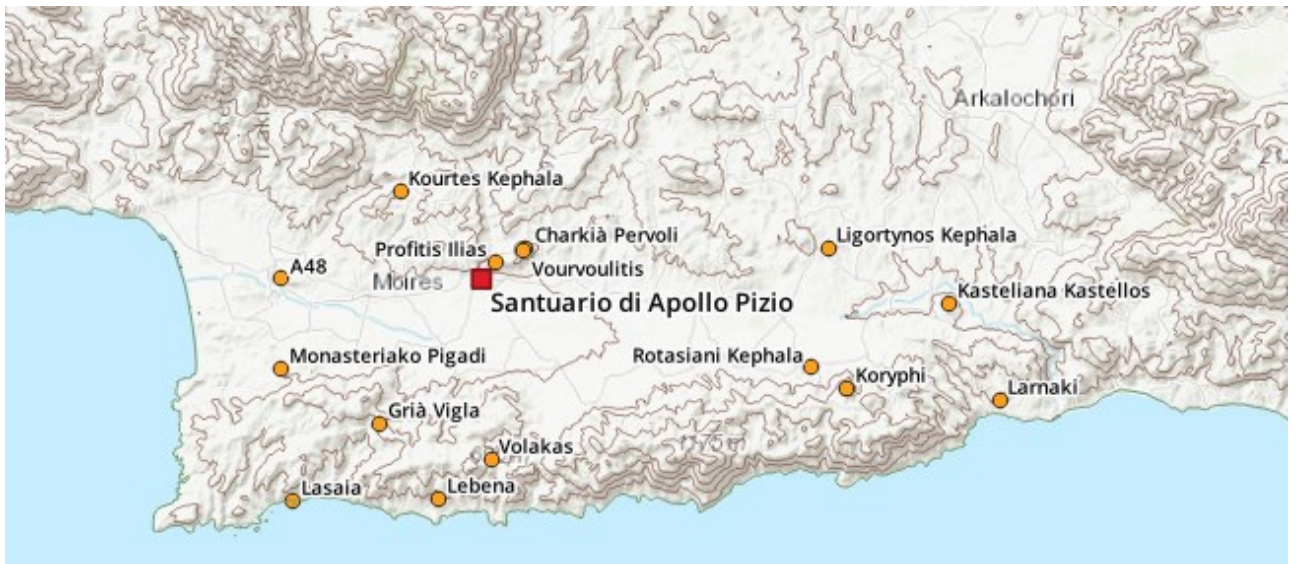 Arkalochori
Kourtes Kephala
Charkià Pervoli
Ligortynos Kephala
Profitis Ilias
A48
Vourvoulitis
Moires
Kasteliana Kastellos
Santuario di Apollo Pizio
Monasteriako Pigadi
Rotasiani Kephala
Koryphi
Larnaki
Grià Vigla
Volakas
Lasaia
Lebena